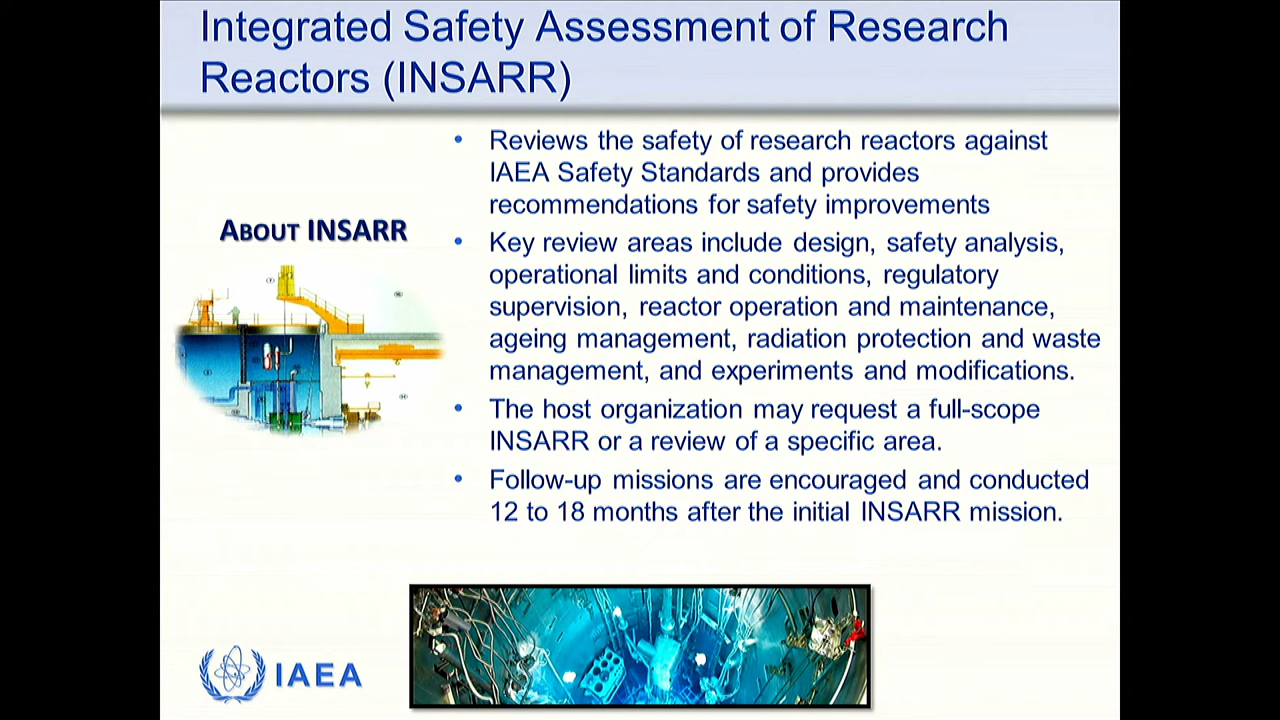 Integrated Safety Assessment of Research
Reactors (INSARR)
ABOUT INSARR
• Reviews the safety of research reactors against
IAEA Safety Standards and provides
recommendations for safety improvements
• Key review areas include design, safety analysis,
operational limits and conditions, regulatory
supervision, reactor operation and maintenance,
ageing management, radiation protection and waste
management, and experiments and modifications.
• The host organization may request a full-scope
INSARR or a review of a specific area.
• Follow-up missions are encouraged and conducted
12 to 18 months after the initial INSARR mission.
IAEA